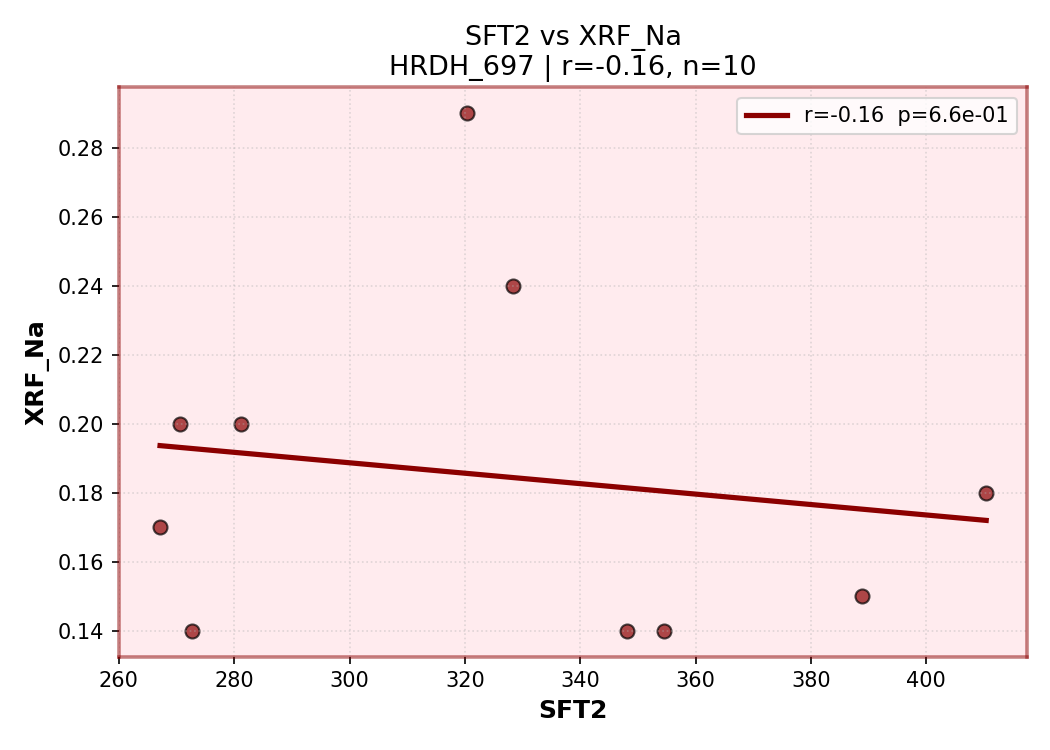 SFT2 vs XRF_Na
HRDH_697 | r=-0.16, n=10
r=-0.16 p=6.6e-01
XRF_Na
0.28
0.26
0.24
0.22
0.20
0.18
0.16
0.14
260 280 300 320 340 360 380 400
SFT2